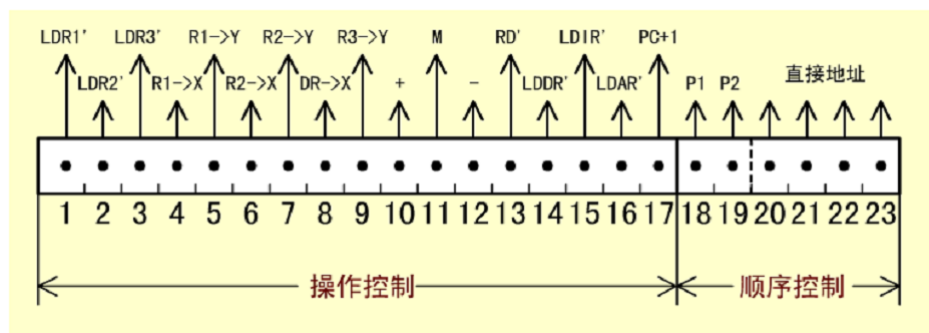 LDR1' LDR3' R1->Y R2->Y R3->Y M RD' LDIR' PC+1
LDR2' R1->X R2->X DR->X + - LDDR' LDAR' P1 P2 直接地址
1 2 3 4 5 6 7 8 9 10 11 12 13 14 15 16 17 18 19 20 21 22 23
操作控制 顺序控制